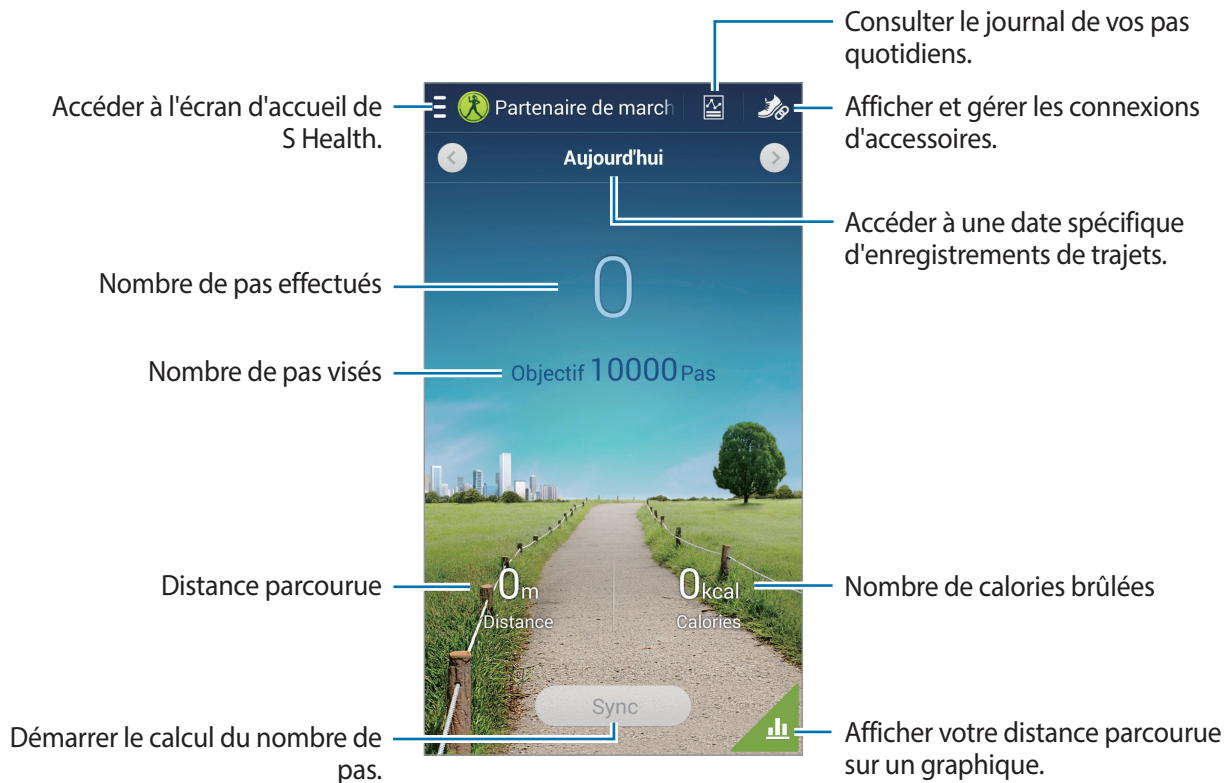 Consulter le journal de vos pas
quotidiens.
Accéder à l'écran d'accueil de
S Health.
Partenaire de march
Afficher et gérer les connexions
d'accessoires.
Aujourd'hui
Accéder à une date spécifique
d'enregistrements de trajets.
Nombre de pas effectués
0
Nombre de pas visés
Objectif 10000 Pas
Distance parcourue
0 m
Distance
0 kcal
Calories
Nombre de calories brûlées
Démarrer le calcul du nombre de
pas.
Sync
Afficher votre distance parcourue
sur un graphique.